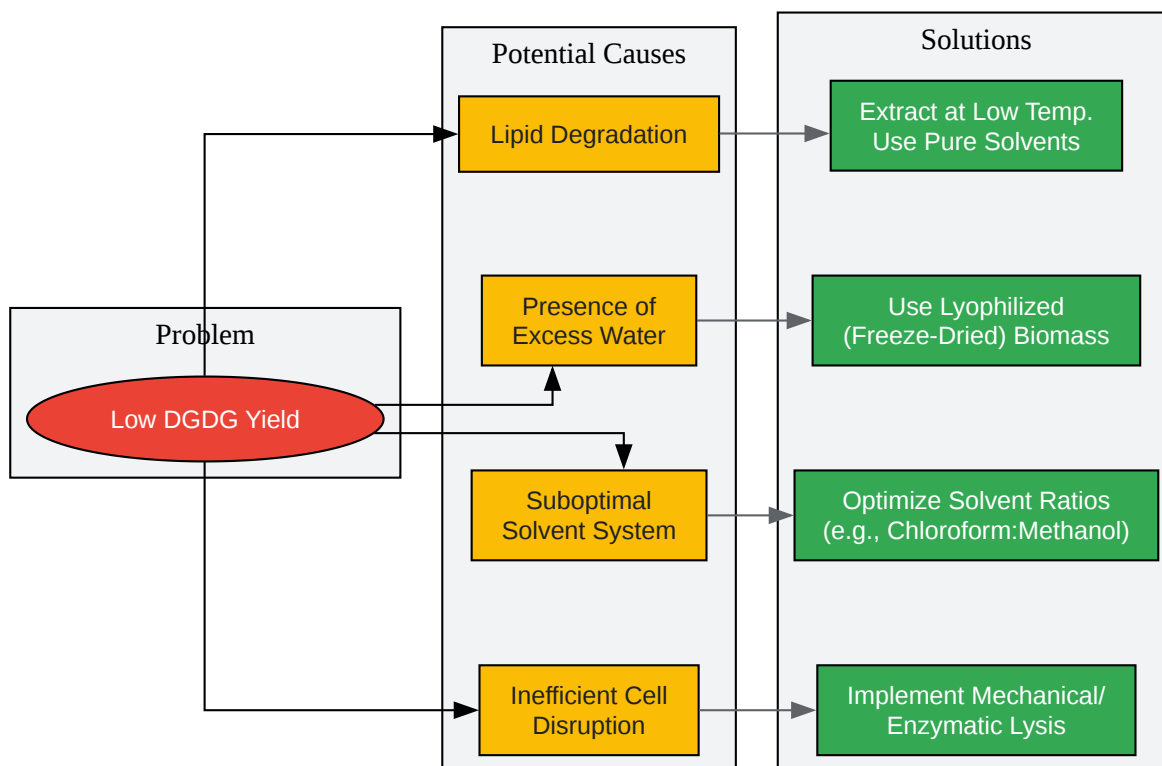 Problem
Low DGDG Yield
Potential Causes
Lipid Degradation
Presence of
Excess Water
Suboptimal
Solvent System
Inefficient Cell
Disruption
Solutions
Extract at Low Temp.
Use Pure Solvents
Use Lyophilized
(Freeze-Dried) Biomass
Optimize Solvent Ratios
(e.g., Chloroform:Methanol)
Implement Mechanical/
Enzymatic Lysis